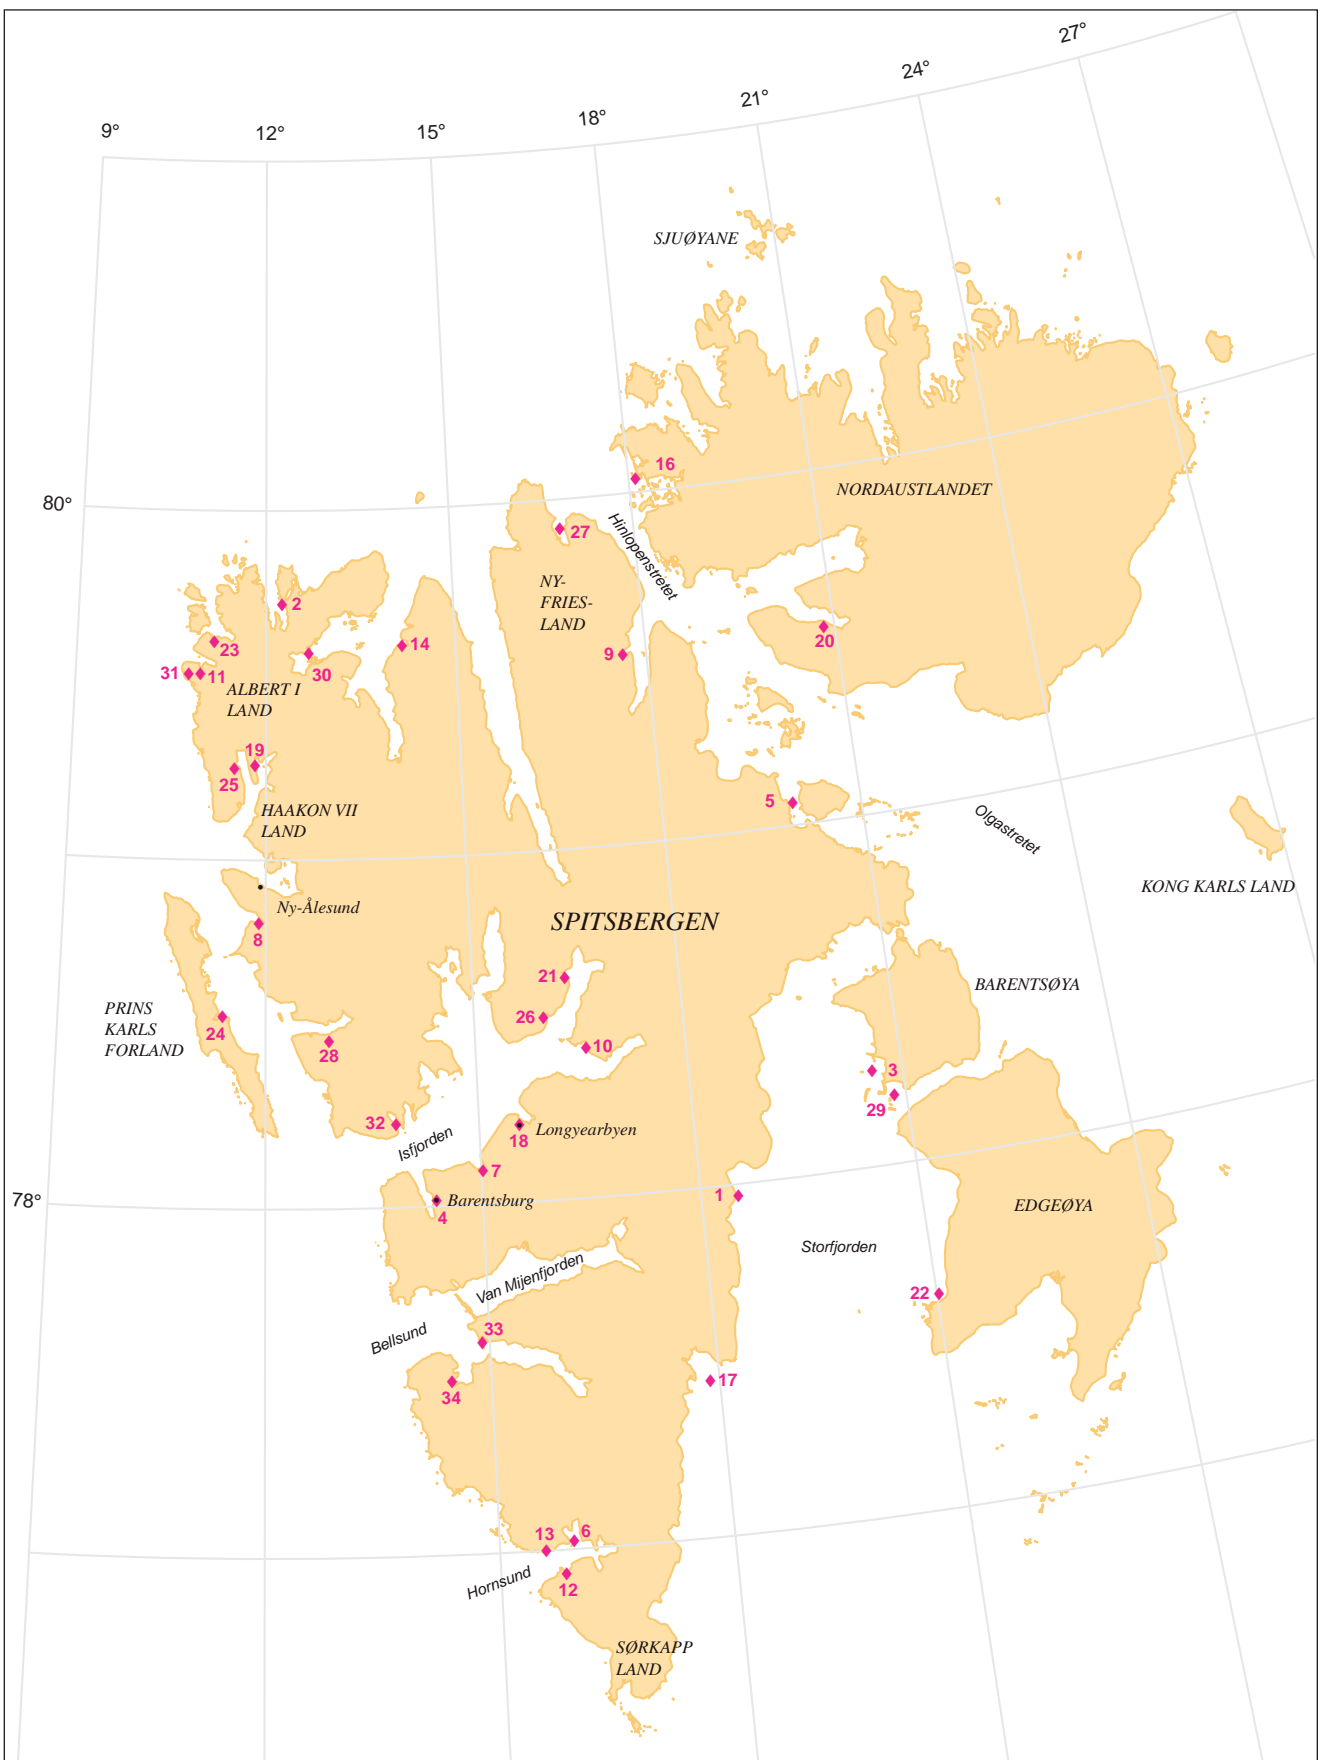 27°
24°
21°
18°
15°
12°
9°
SJUØYANE
16
NORDAUSTLANDET
80°
27
Hinlopenstretet
NY-
FRIES-
LAND
2
14
20
23
9
30
31
11
ALBERT I
LAND
19
25
5
HAAKON VII
LAND
Olgastretet
KONG KARLS LAND
Ny-Ålesund
SPITSBERGEN
8
21
BARENTSØYA
PRINS
KARLS
FORLAND
24
26
28
10
3
29
32
18
Longyearbyen
Isfjorden
7
78°
1
Barentsburg
4
EDGEØYA
Storfjorden
Van Mijenfjorden
22
33
Bellsund
17
34
13
6
Hornsund
12
SØRKAPP
LAND